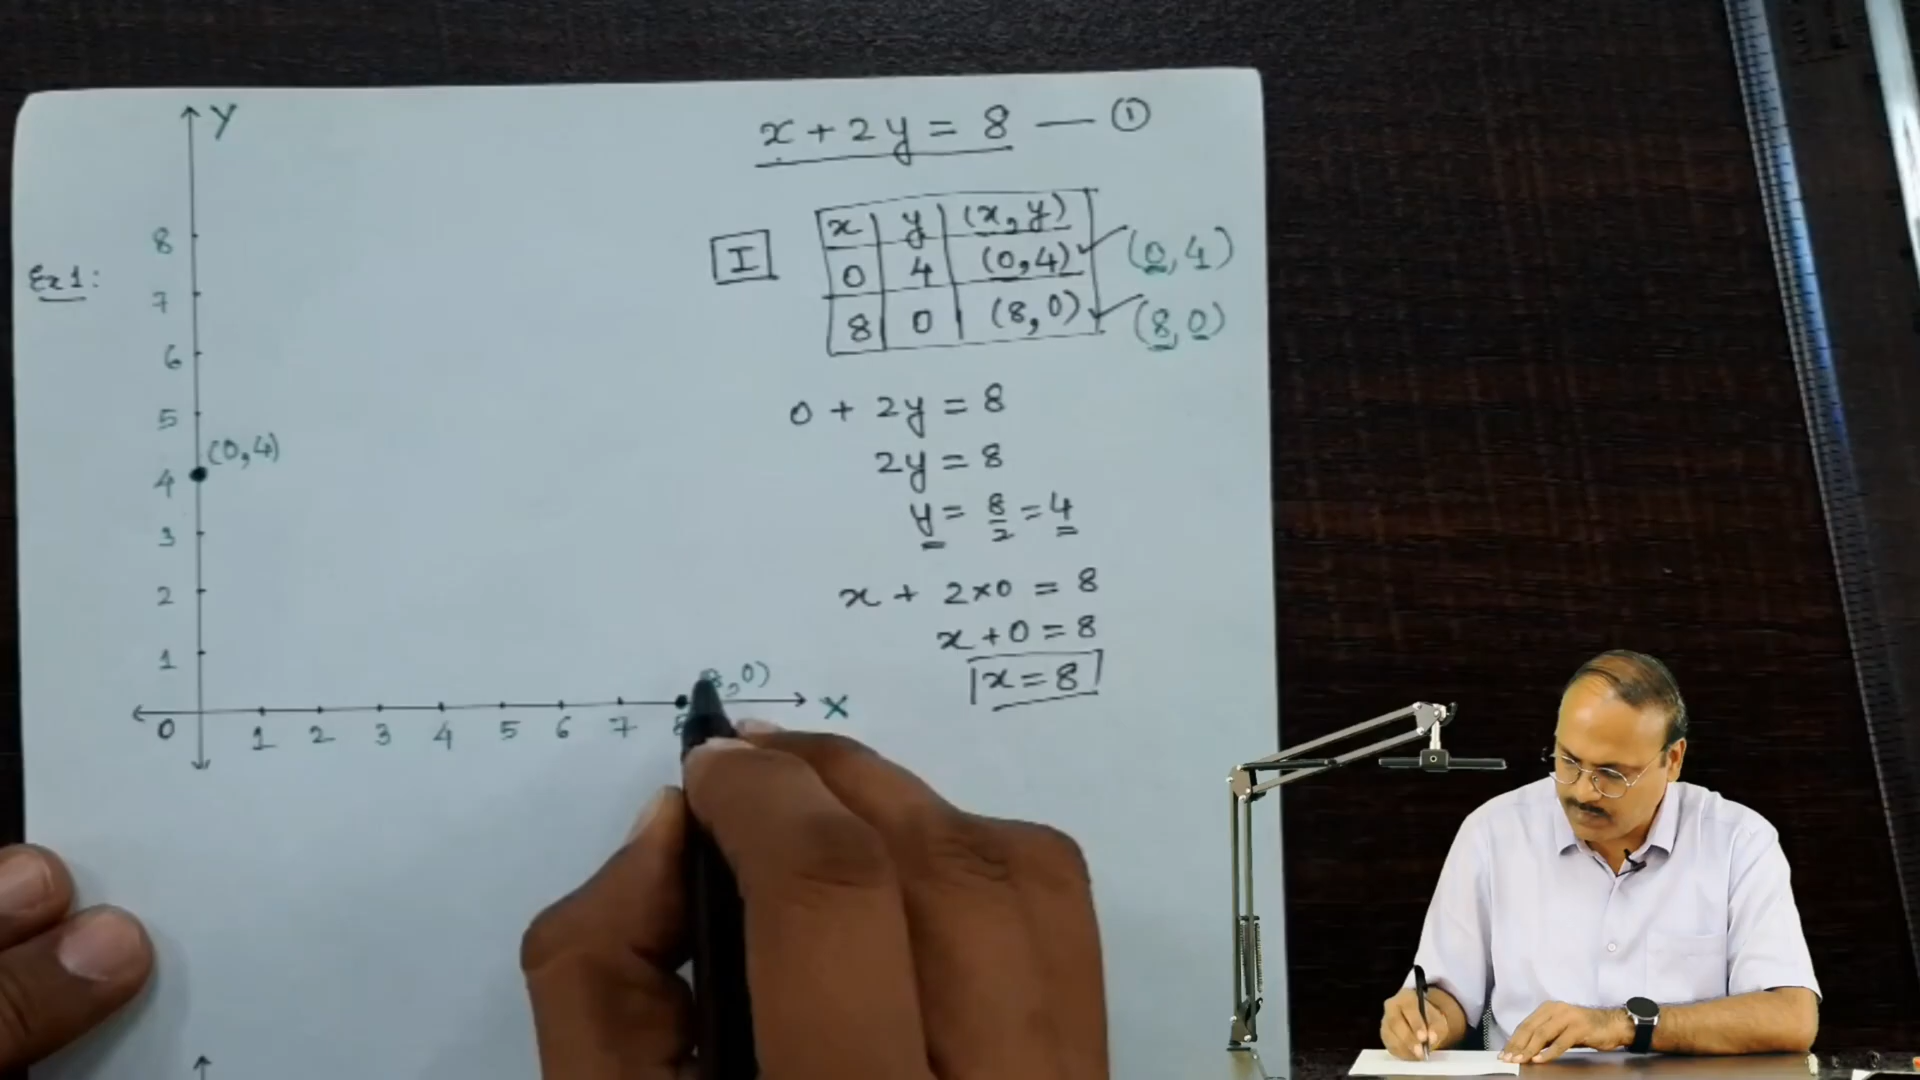 x + 2y = 8 — ①
I
x y (x, y)
0 4 (0,4) (0, 4)
8 0 (8,0) (8, 0)
0 + 2y = 8
2y = 8
y = 8/2 = 4
x + 2×0 = 8
x + 0 = 8
x = 8
Ex 1:
Y
8
7
6
5
(0,4)
4
3
2
1
,0)
X
0 1 2 3 4 5 6 7 8